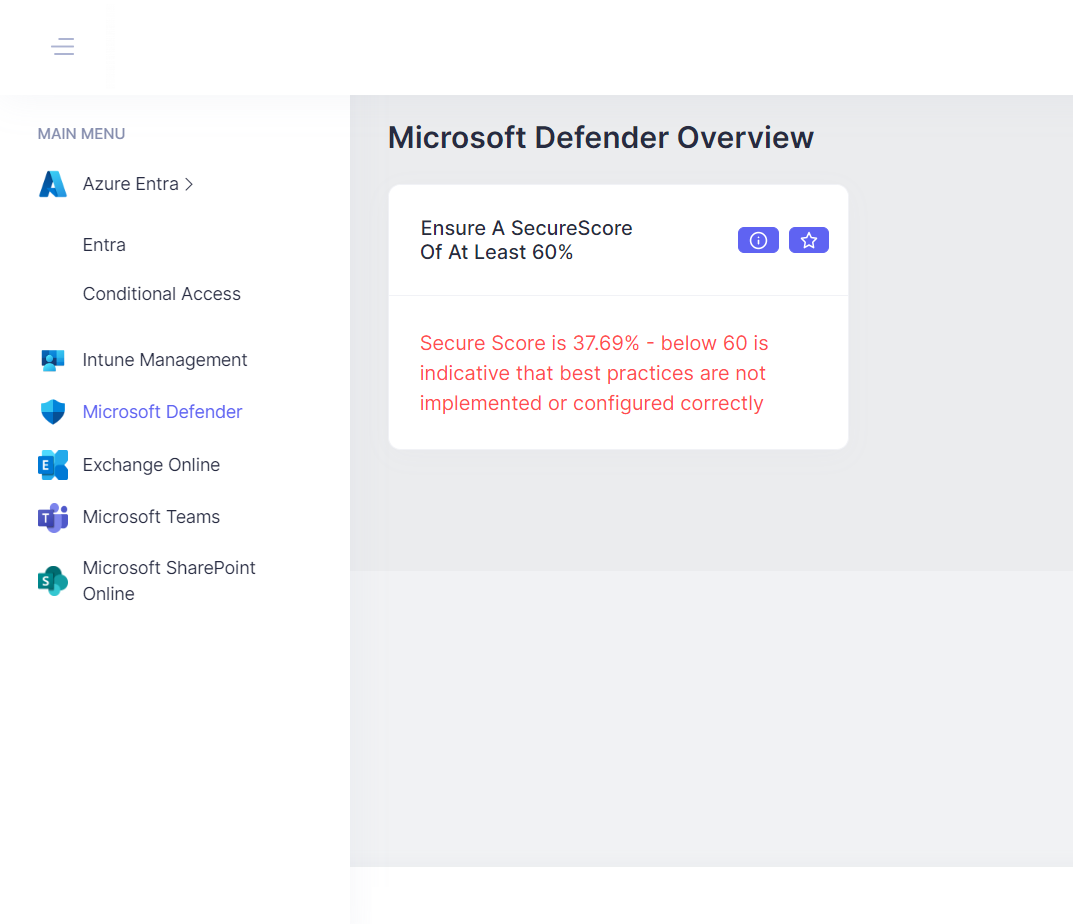 MAIN MENU
Azure Entra
Entra
Conditional Access
Intune Management
Microsoft Defender
Exchange Online
Microsoft Teams
Microsoft SharePoint
Online
Microsoft Defender Overview
Ensure A SecureScore
Of At Least 60%
Secure Score is 37.69% - below 60 is
indicative that best practices are not
implemented or configured correctly